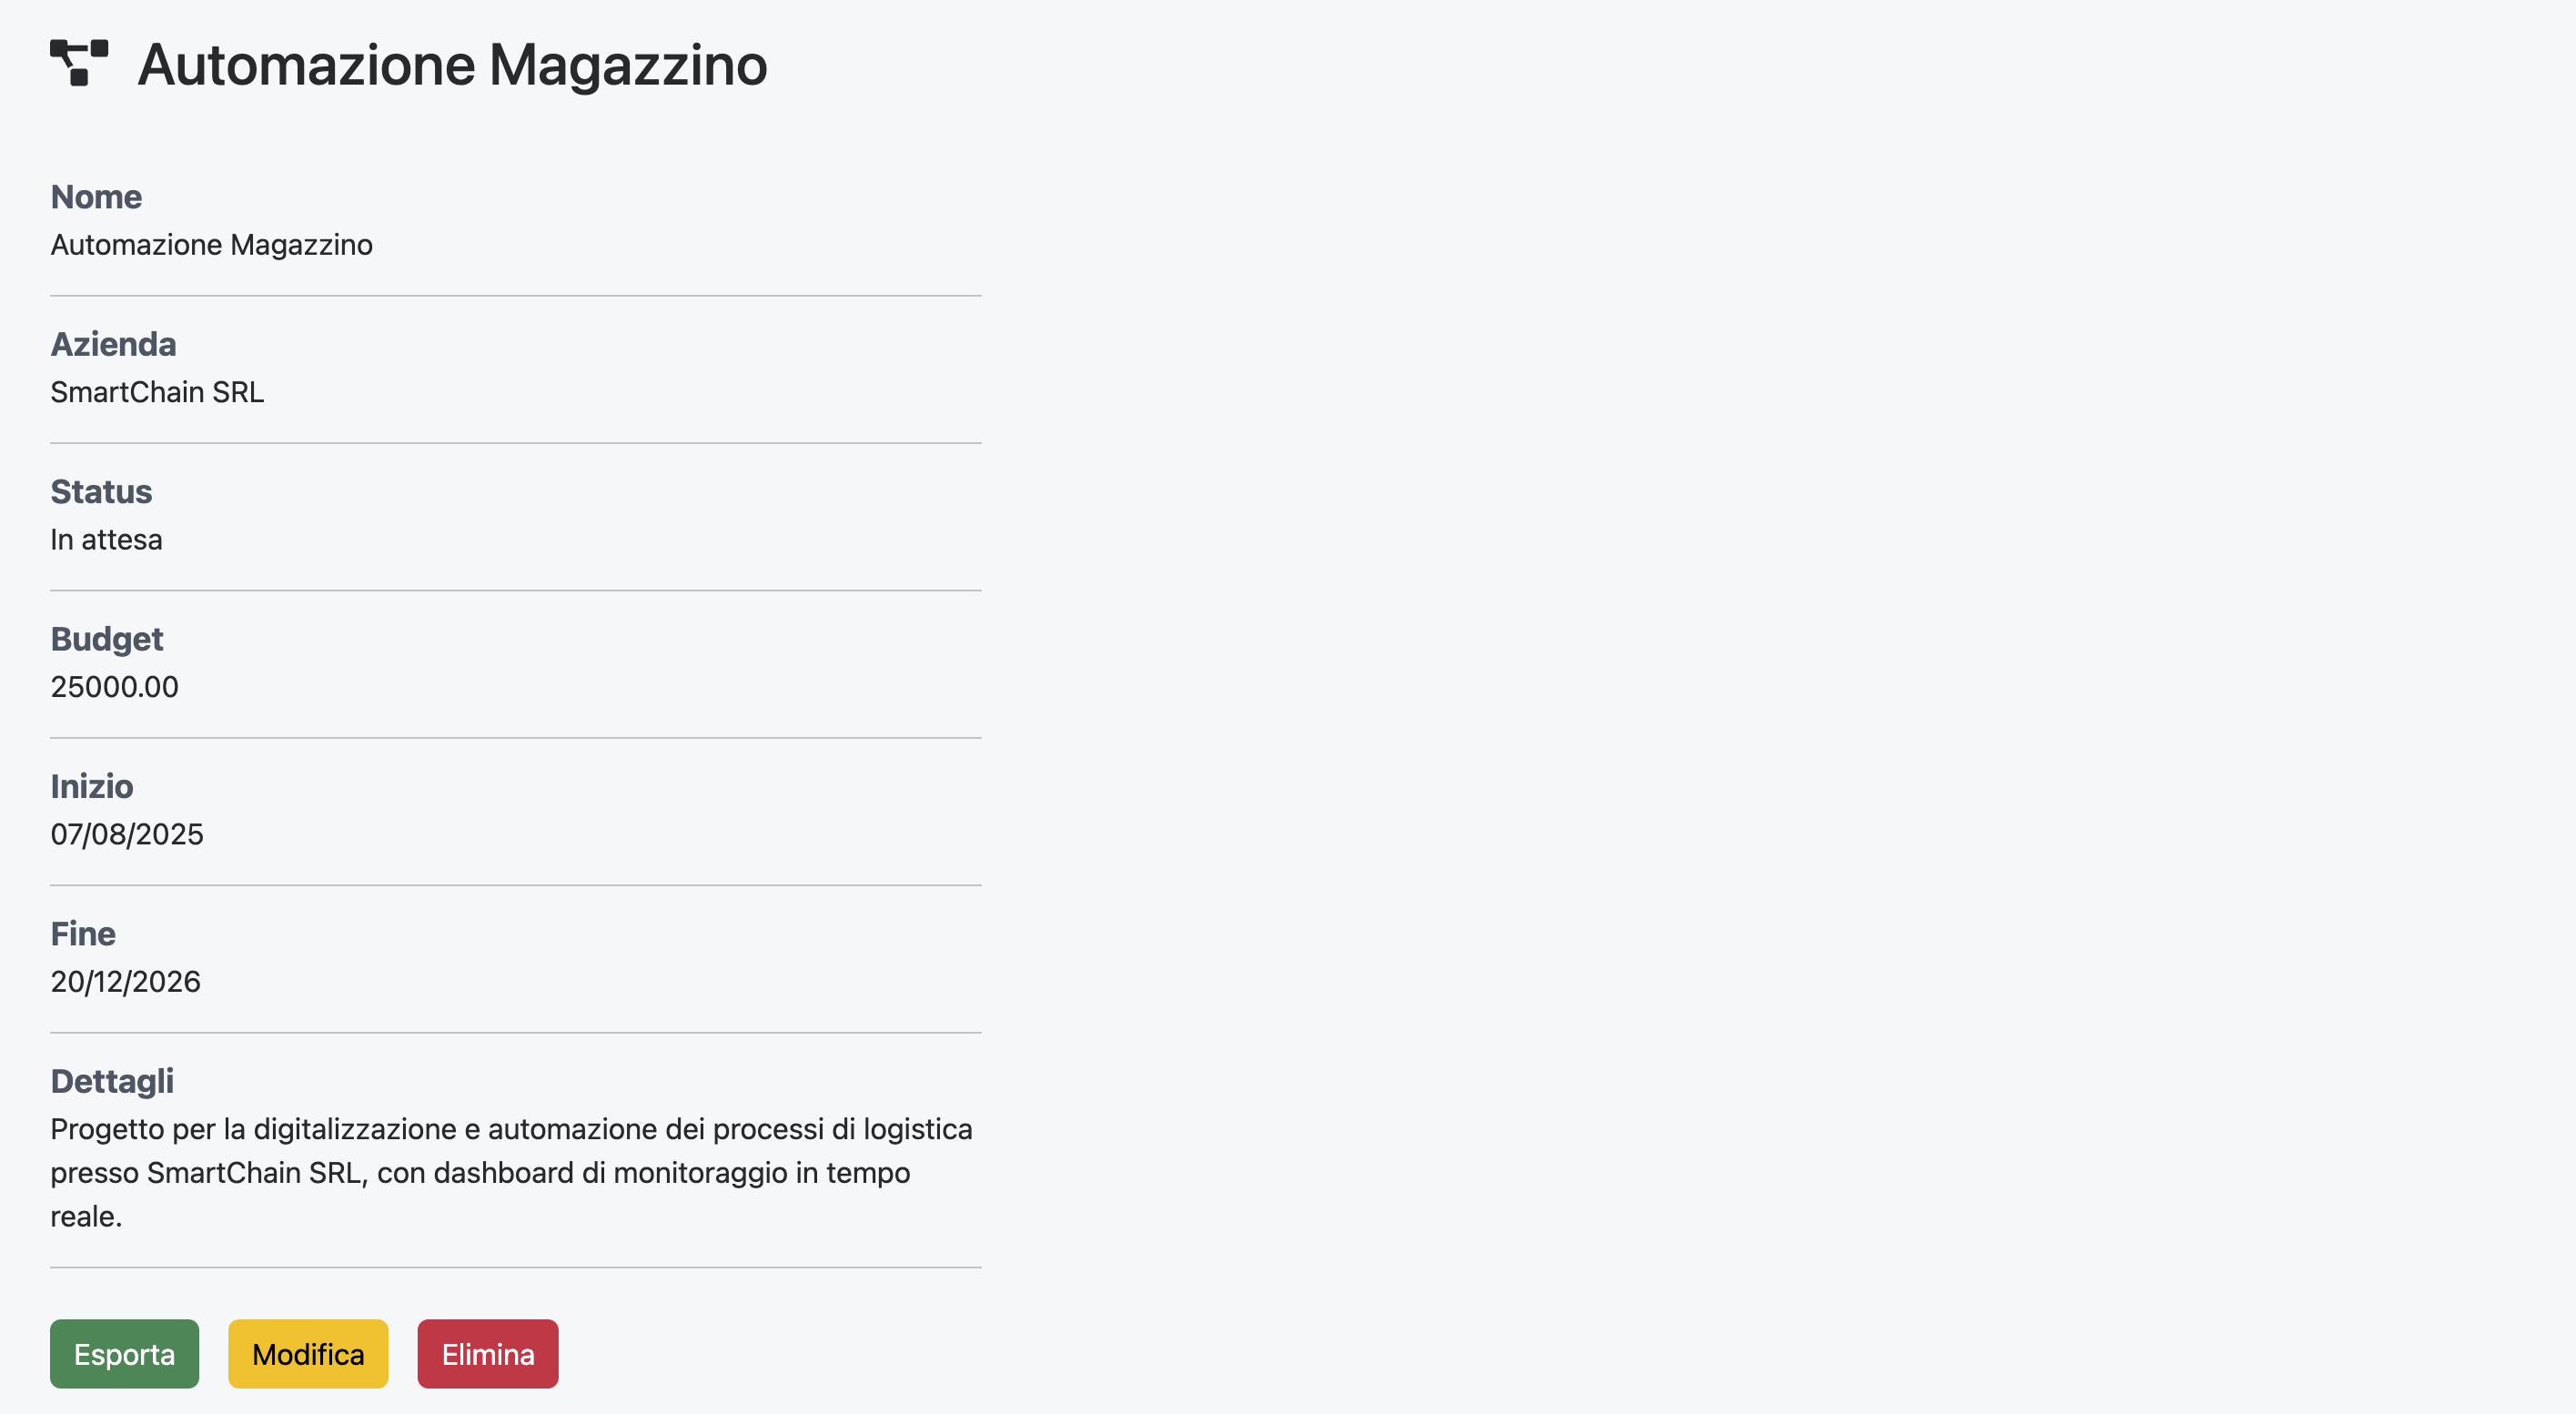 Automazione Magazzino
Nome
Automazione Magazzino
Azienda
SmartChain SRL
Status
In attesa
Budget
25000.00
Inizio
07/08/2025
Fine
20/12/2026
Dettagli
Progetto per la digitalizzazione e automazione dei processi di logistica
presso SmartChain SRL, con dashboard di monitoraggio in tempo
reale.
Esporta
Modifica
Elimina